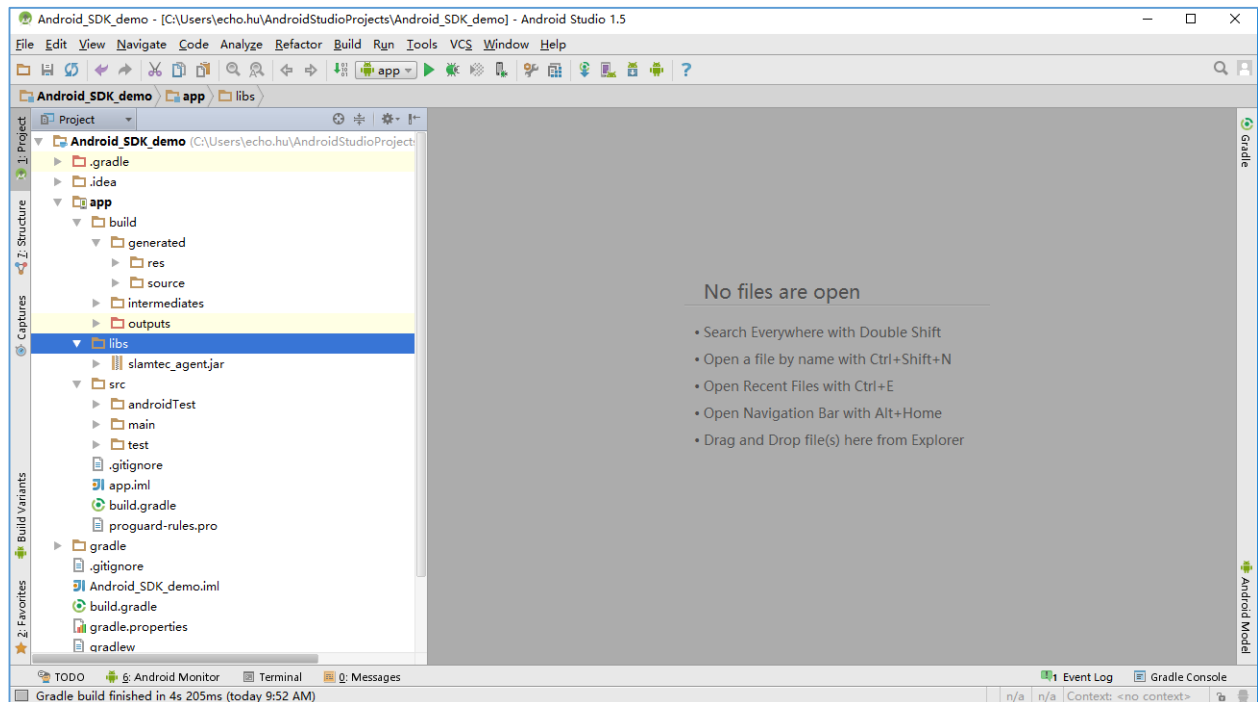 Android_SDK_demo - [C:\Users\echo.hu\AndroidStudioProjects\Android_SDK_demo] - Android Studio 1.5
File Edit View Navigate Code Analyze Refactor Build Run Tools VCS Window Help
app
Android_SDK_demo app libs
Project
Android_SDK_demo (C:\Users\echo.hu\AndroidStudioProject
.gradle
.idea
app
build
generated
res
source
intermediates
outputs
libs
slamtec_agent.jar
src
androidTest
main
test
.gitignore
app.iml
build.gradle
proguard-rules.pro
gradle
.gitignore
Android_SDK_demo.iml
build.gradle
gradle.properties
gradlew
1: Project
7: Structure
Captures
Build Variants
2: Favorites
No files are open
• Search Everywhere with Double Shift
• Open a file by name with Ctrl+Shift+N
• Open Recent Files with Ctrl+E
• Open Navigation Bar with Alt+Home
• Drag and Drop file(s) here from Explorer
Gradle
Android Model
TODO 6: Android Monitor Terminal 0: Messages 1 Event Log Gradle Console
Gradle build finished in 4s 205ms (today 9:52 AM) n/a n/a Context: <no context>